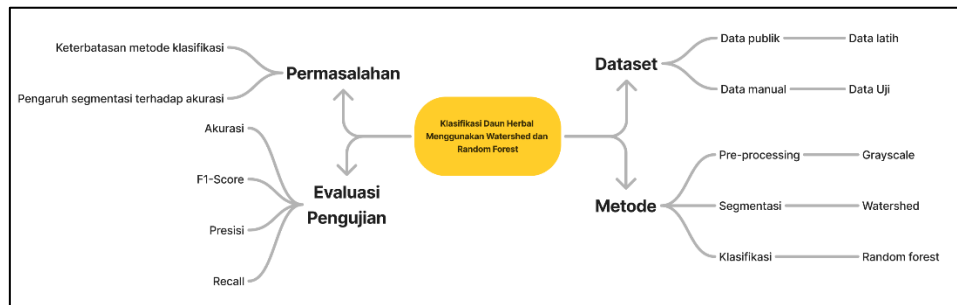 Klasifikasi Daun Herbal
Menggunakan Watershed dan
Random Forest
Permasalahan
Keterbatasan metode klasifikasi
Pengaruh segmentasi terhadap akurasi
Evaluasi
Pengujian
Akurasi
F1-Score
Presisi
Recall
Dataset
Data publik
Data latih
Data manual
Data Uji
Metode
Pre-processing
Grayscale
Segmentasi
Watershed
Klasifikasi
Random forest